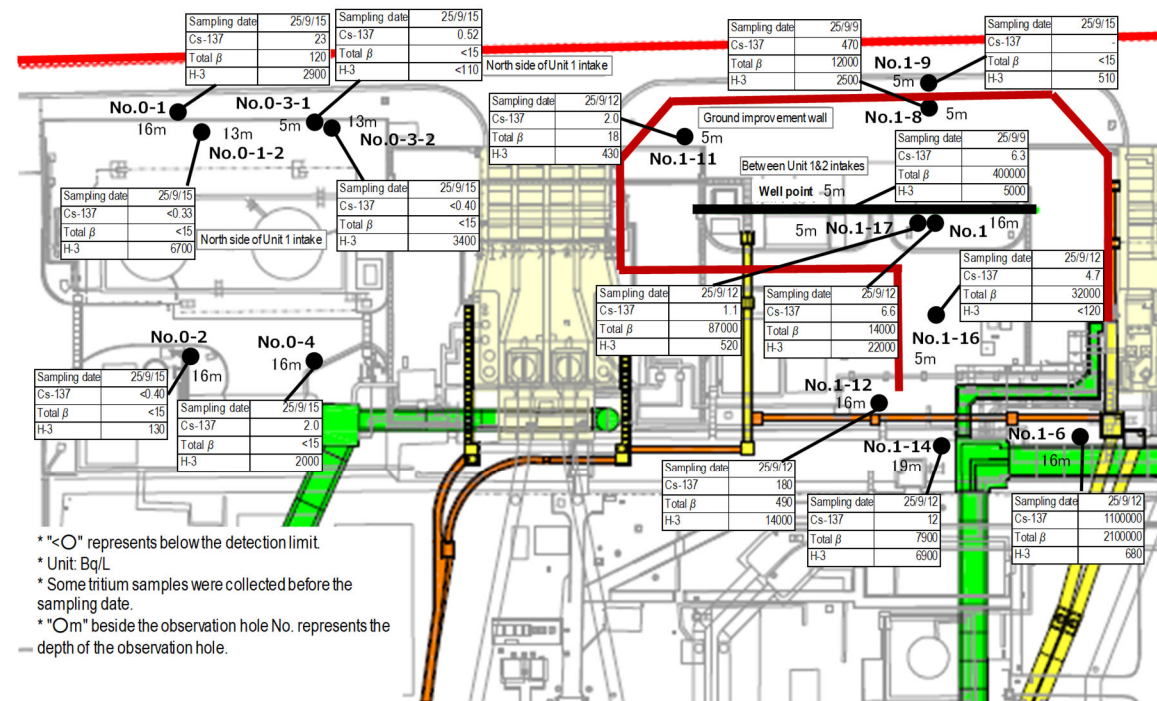 Sampling date 25/9/15
Cs-137 23
Total β 120
H-3 2900
Sampling date 25/9/15
Cs-137 0.52
Total β <15
H-3 <110
North side of Unit 1 intake
Sampling date 25/9/9
Cs-137 470
Total β 12000
H-3 2500
Sampling date 25/9/15
Cs-137 -
Total β <15
H-3 510
No.1-9
5m
No.0-1
16m
13m
No.0-1-2
No.0-3-1
5m
13m
No.0-3-2
Sampling date 25/9/12
Cs-137 2.0
Total β 18
H-3 430
5m
No.1-11
Ground improvement wall
5m
No.1-8
Sampling date 25/9/9
Cs-137 6.3
Total β 400000
H-3 5000
Between Unit 1&2 intakes
Well point 5m
Sampling date 25/9/15
Cs-137 <0.33
Total β <15
H-3 6700
North side of Unit 1 intake
Sampling date 25/9/15
Cs-137 <0.40
Total β <15
H-3 3400
5m No.1-17
No.1 16m
Sampling date 25/9/12
Cs-137 4.7
Total β 32000
H-3 <120
Sampling date 25/9/12
Cs-137 1.1
Total β 87000
H-3 520
Sampling date 25/9/12
Cs-137 6.6
Total β 14000
H-3 22000
No.1-16
5m
No.0-2
16m
No.0-4
16m
Sampling date 25/9/15
Cs-137 <0.40
Total β <15
H-3 130
Sampling date 25/9/15
Cs-137 2.0
Total β <15
H-3 2000
No.1-12
16m
No.1-14
19m
No.1-6
16m
Sampling date 25/9/12
Cs-137 180
Total β 490
H-3 14000
Sampling date 25/9/12
Cs-137 12
Total β 7900
H-3 6900
Sampling date 25/9/12
Cs-137 1100000
Total β 2100000
H-3 680
* "<○" represents below the detection limit.
* Unit: Bq/L
* Some tritium samples were collected before the
sampling date.
* "○m" beside the observation hole No. represents the
depth of the observation hole.